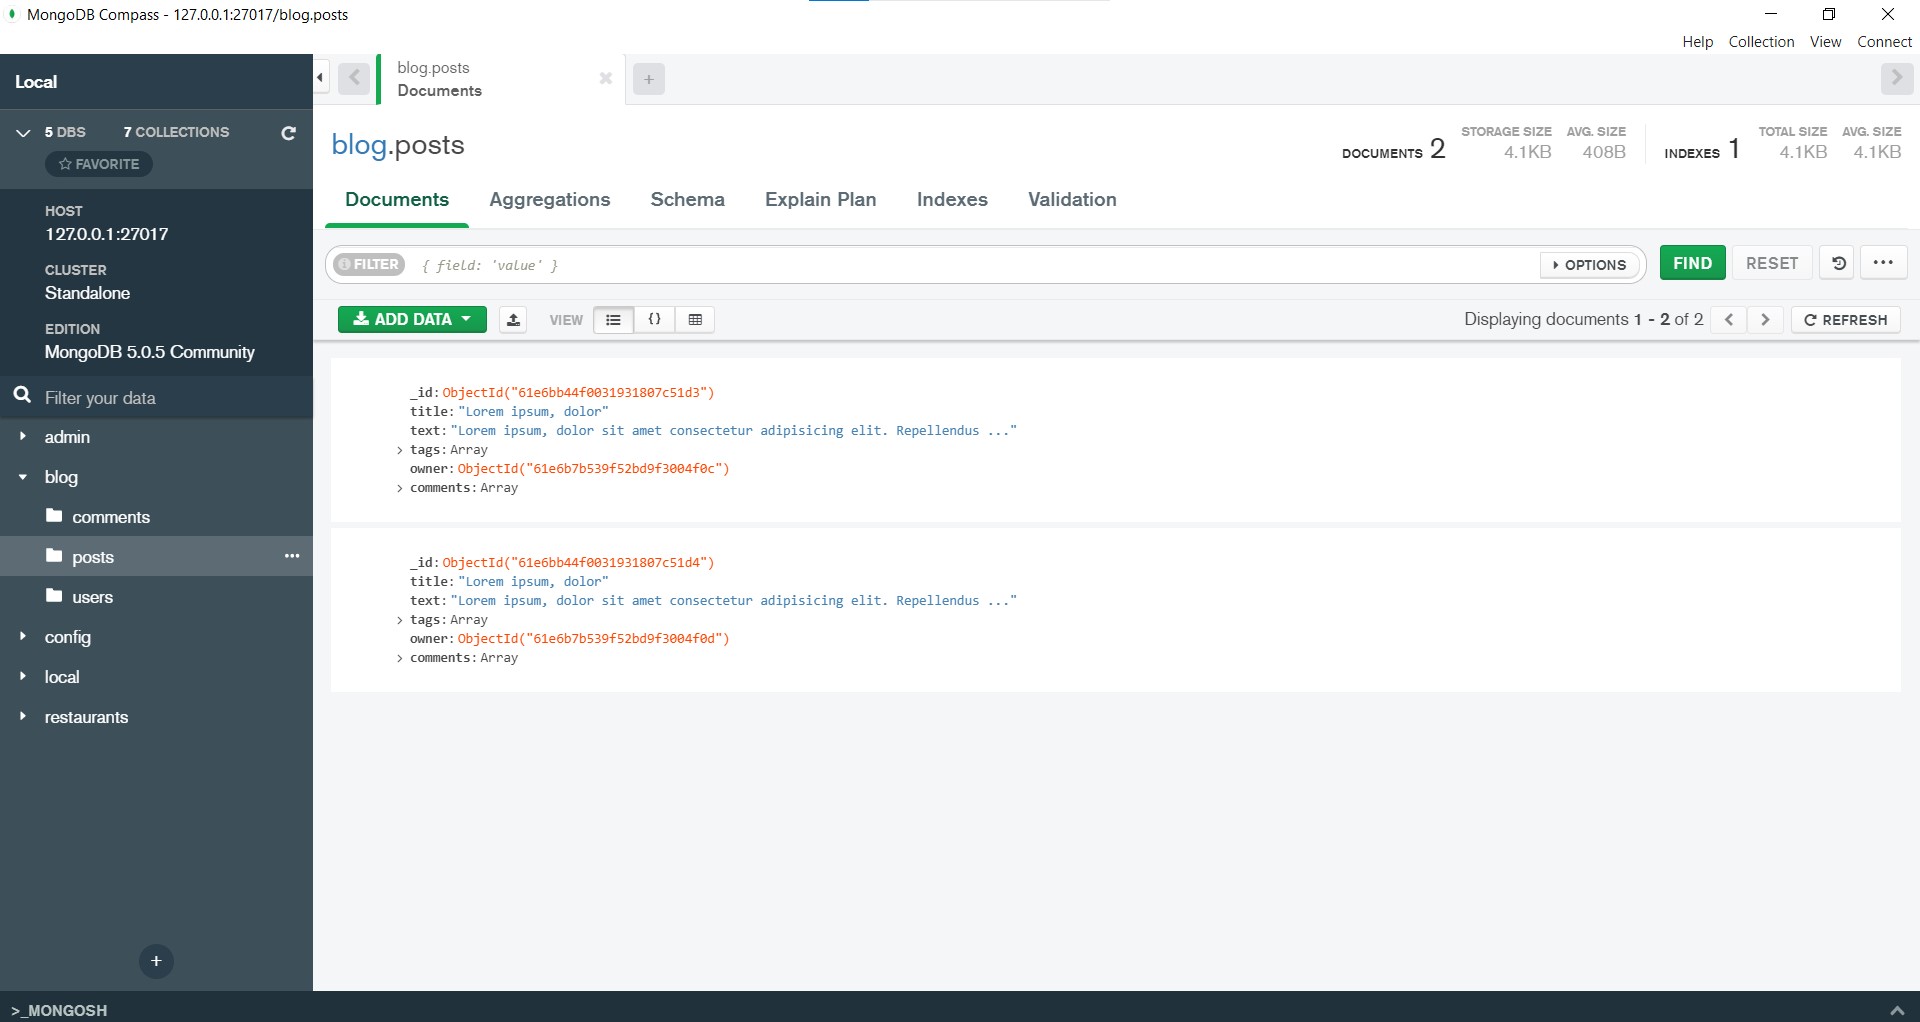 MongoDB Compass - 127.0.0.1:27017/blog.posts
Help Collection View Connect
Local
5 DBS 7 COLLECTIONS
FAVORITE
HOST
127.0.0.1:27017
CLUSTER
Standalone
EDITION
MongoDB 5.0.5 Community
Filter your data
admin
blog
comments
posts
users
config
local
restaurants
>_MONGOSH
blog.posts
Documents
blog.posts
DOCUMENTS 2
STORAGE SIZE
4.1KB
AVG. SIZE
408B
INDEXES 1
TOTAL SIZE
4.1KB
AVG. SIZE
4.1KB
Documents Aggregations Schema Explain Plan Indexes Validation
FILTER { field: 'value' } OPTIONS FIND RESET
ADD DATA VIEW {} Displaying documents 1 - 2 of 2 REFRESH
_id: ObjectId("61e6bb44f0031931807c51d3")
title: "Lorem ipsum, dolor"
text: "Lorem ipsum, dolor sit amet consectetur adipisicing elit. Repellendus ..."
> tags: Array
owner: ObjectId("61e6b7b539f52bd9f3004f0c")
> comments: Array
_id: ObjectId("61e6bb44f0031931807c51d4")
title: "Lorem ipsum, dolor"
text: "Lorem ipsum, dolor sit amet consectetur adipisicing elit. Repellendus ..."
> tags: Array
owner: ObjectId("61e6b7b539f52bd9f3004f0d")
> comments: Array